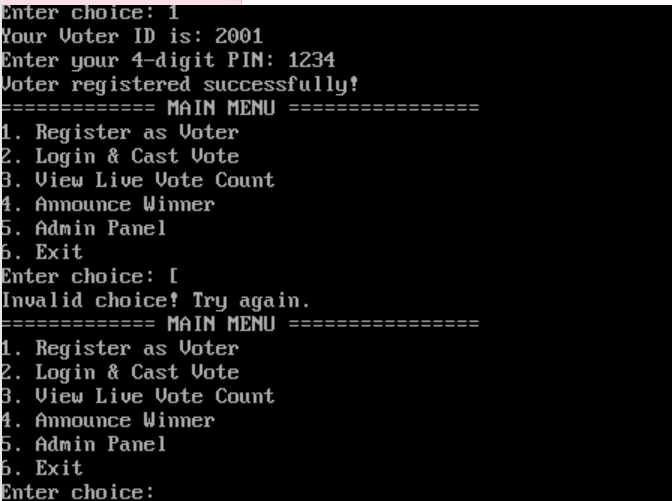 Enter choice: 1
Your Voter ID is: 2001
Enter your 4-digit PIN: 1234
Voter registered successfully!
============= MAIN MENU ================
1. Register as Voter
2. Login & Cast Vote
3. View Live Vote Count
4. Announce Winner
5. Admin Panel
6. Exit
Enter choice: [
Invalid choice! Try again.
============= MAIN MENU ================
1. Register as Voter
2. Login & Cast Vote
3. View Live Vote Count
4. Announce Winner
5. Admin Panel
6. Exit
Enter choice: